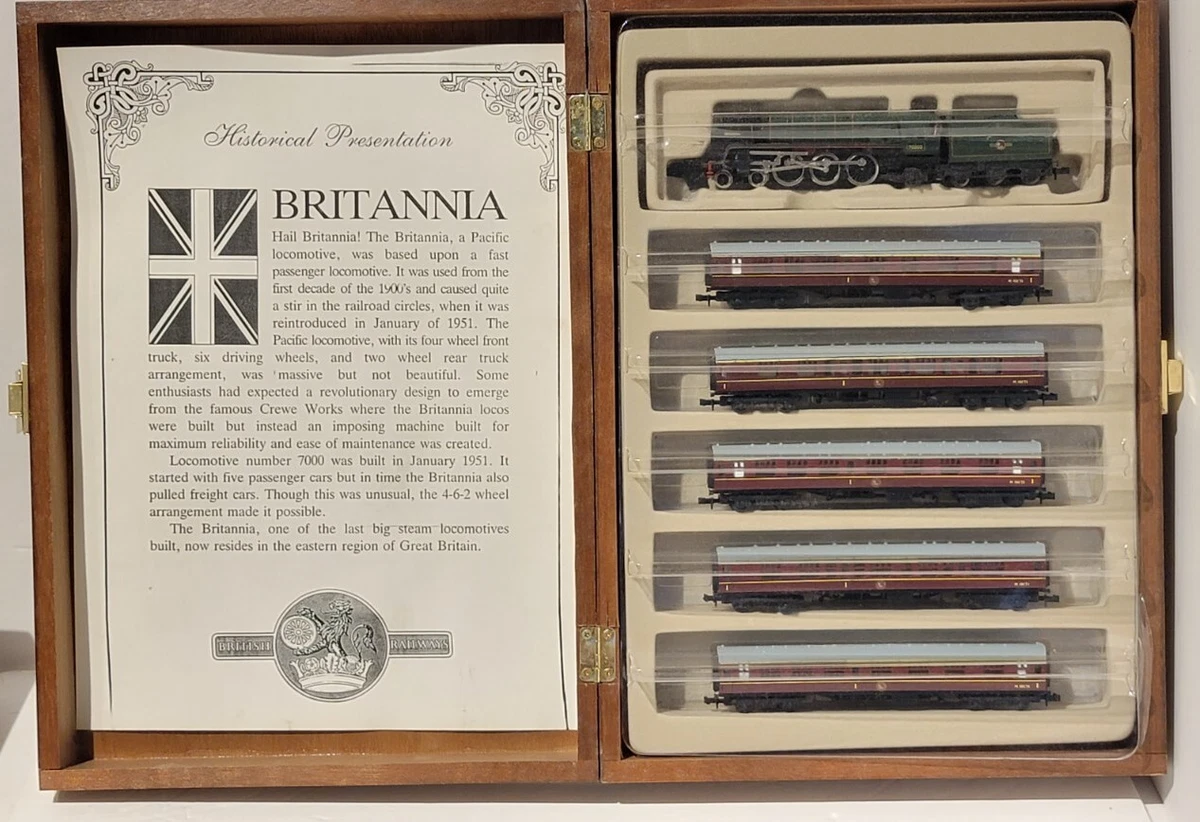 Historical Presentation
BRITANNIA
Hail Britannia! The Britannia, a Pacific
locomotive, was based upon a fast
passenger locomotive. It was used from the
first decade of the 1900's and caused quite
a stir in the railroad circles, when it was
reintroduced in January of 1951. The
Pacific locomotive, with its four wheel front
truck, six driving wheels, and two wheel rear truck
arrangement, was massive but not beautiful. Some
enthusiasts had expected a revolutionary design to emerge
from the famous Crewe Works where the Britannia locos
were built but instead an imposing machine built for
maximum reliability and ease of maintenance was created.
Locomotive number 7000 was built in January 1951. It
started with five passenger cars but in time the Britannia also
pulled freight cars. Though this was unusual, the 4-6-2 wheel
arrangement made it possible.
The Britannia, one of the last big steam locomotives
built, now resides in the eastern region of Great Britain.
BRITISH RAILWAYS